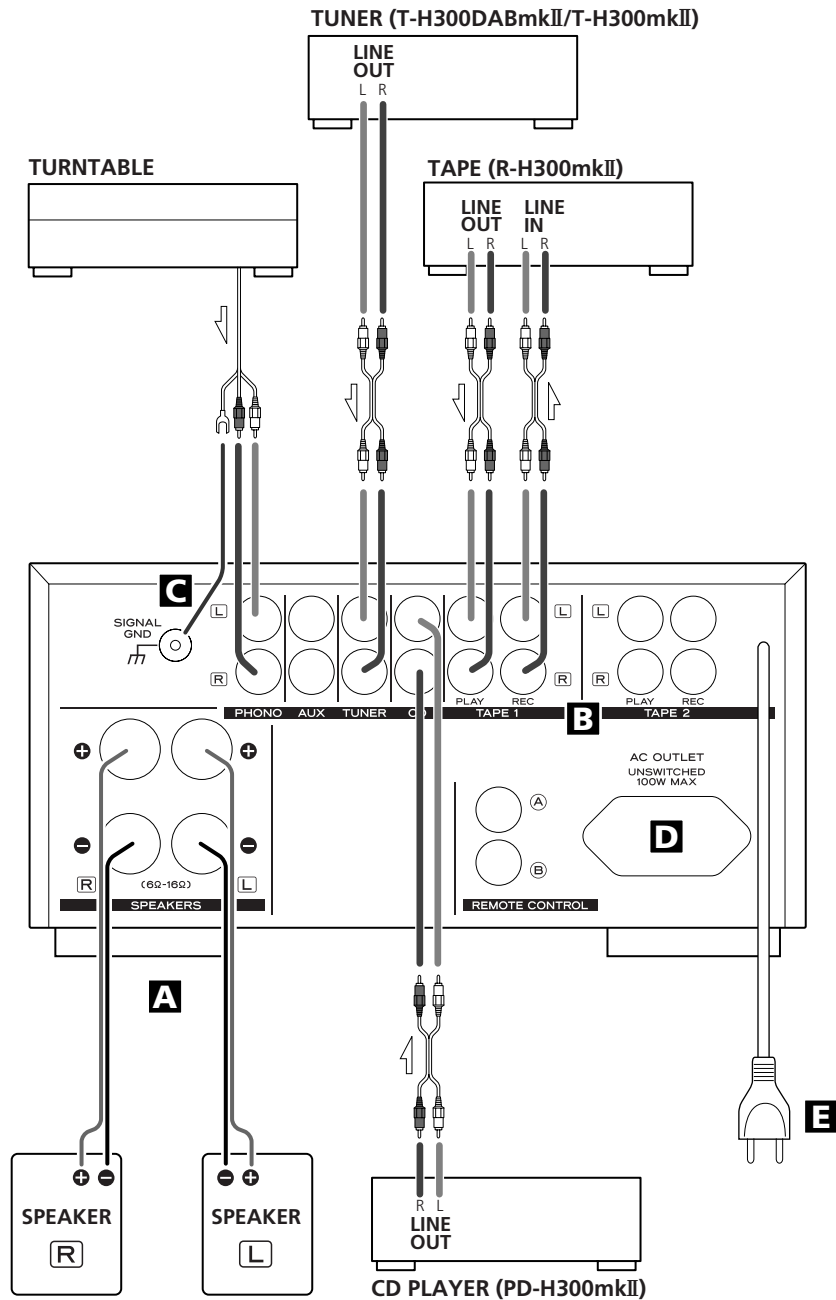 TUNER (T-H300DABmkⅡ/T-H300mkⅡ)
LINE
OUT
L R
TURNTABLE
TAPE (R-H300mkⅡ)
LINE LINE
OUT IN
L R L R
C
SIGNAL
GND
L L L
R R R
PLAY REC PLAY REC
PHONO AUX TUNER CD TAPE 1 B TAPE 2
+ +
AC OUTLET
UNSWITCHED
100W MAX
A
D
− −
B
R (6Ω-16Ω) L
SPEAKERS REMOTE CONTROL
A
E
+ − − +
SPEAKER SPEAKER
R L
R L
LINE
OUT
CD PLAYER (PD-H300mkⅡ)